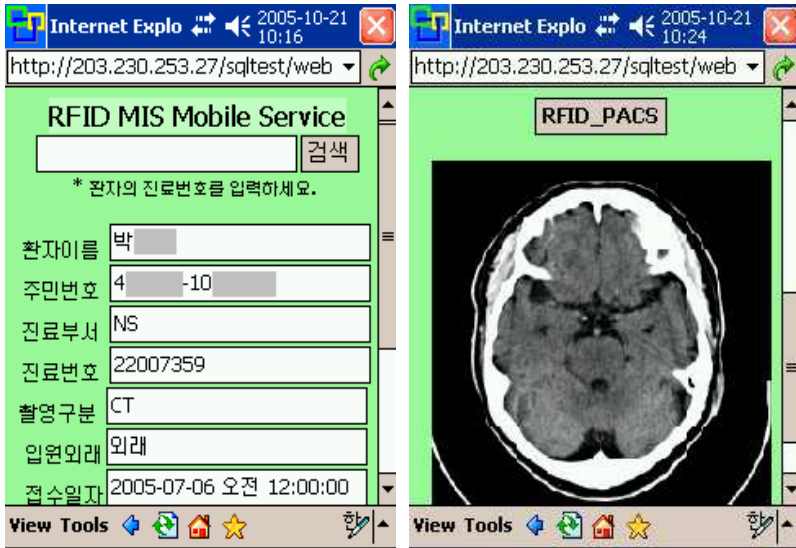 Internet Explo 2005-10-21 10:16
http://203.230.253.27/sqltest/web
RFID MIS Mobile Service
검색
* 환자의 진료번호를 입력하세요.
환자이름 박
주민번호 4 -10
진료부서 NS
진료번호 22007359
촬영구분 CT
입원외래 외래
접수일자 2005-07-06 오전 12:00:00
View Tools 한
Internet Explo 2005-10-21 10:24
http://203.230.253.27/sqltest/web
RFID_PACS
View Tools 한